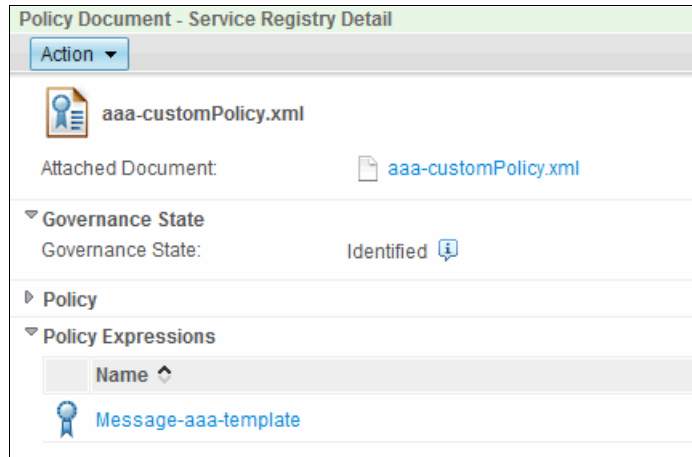 Policy Document - Service Registry Detail
Action
aaa-customPolicy.xml
Attached Document: aaa-customPolicy.xml
Governance State
Governance State: Identified
Policy
Policy Expressions
Name
Message-aaa-template